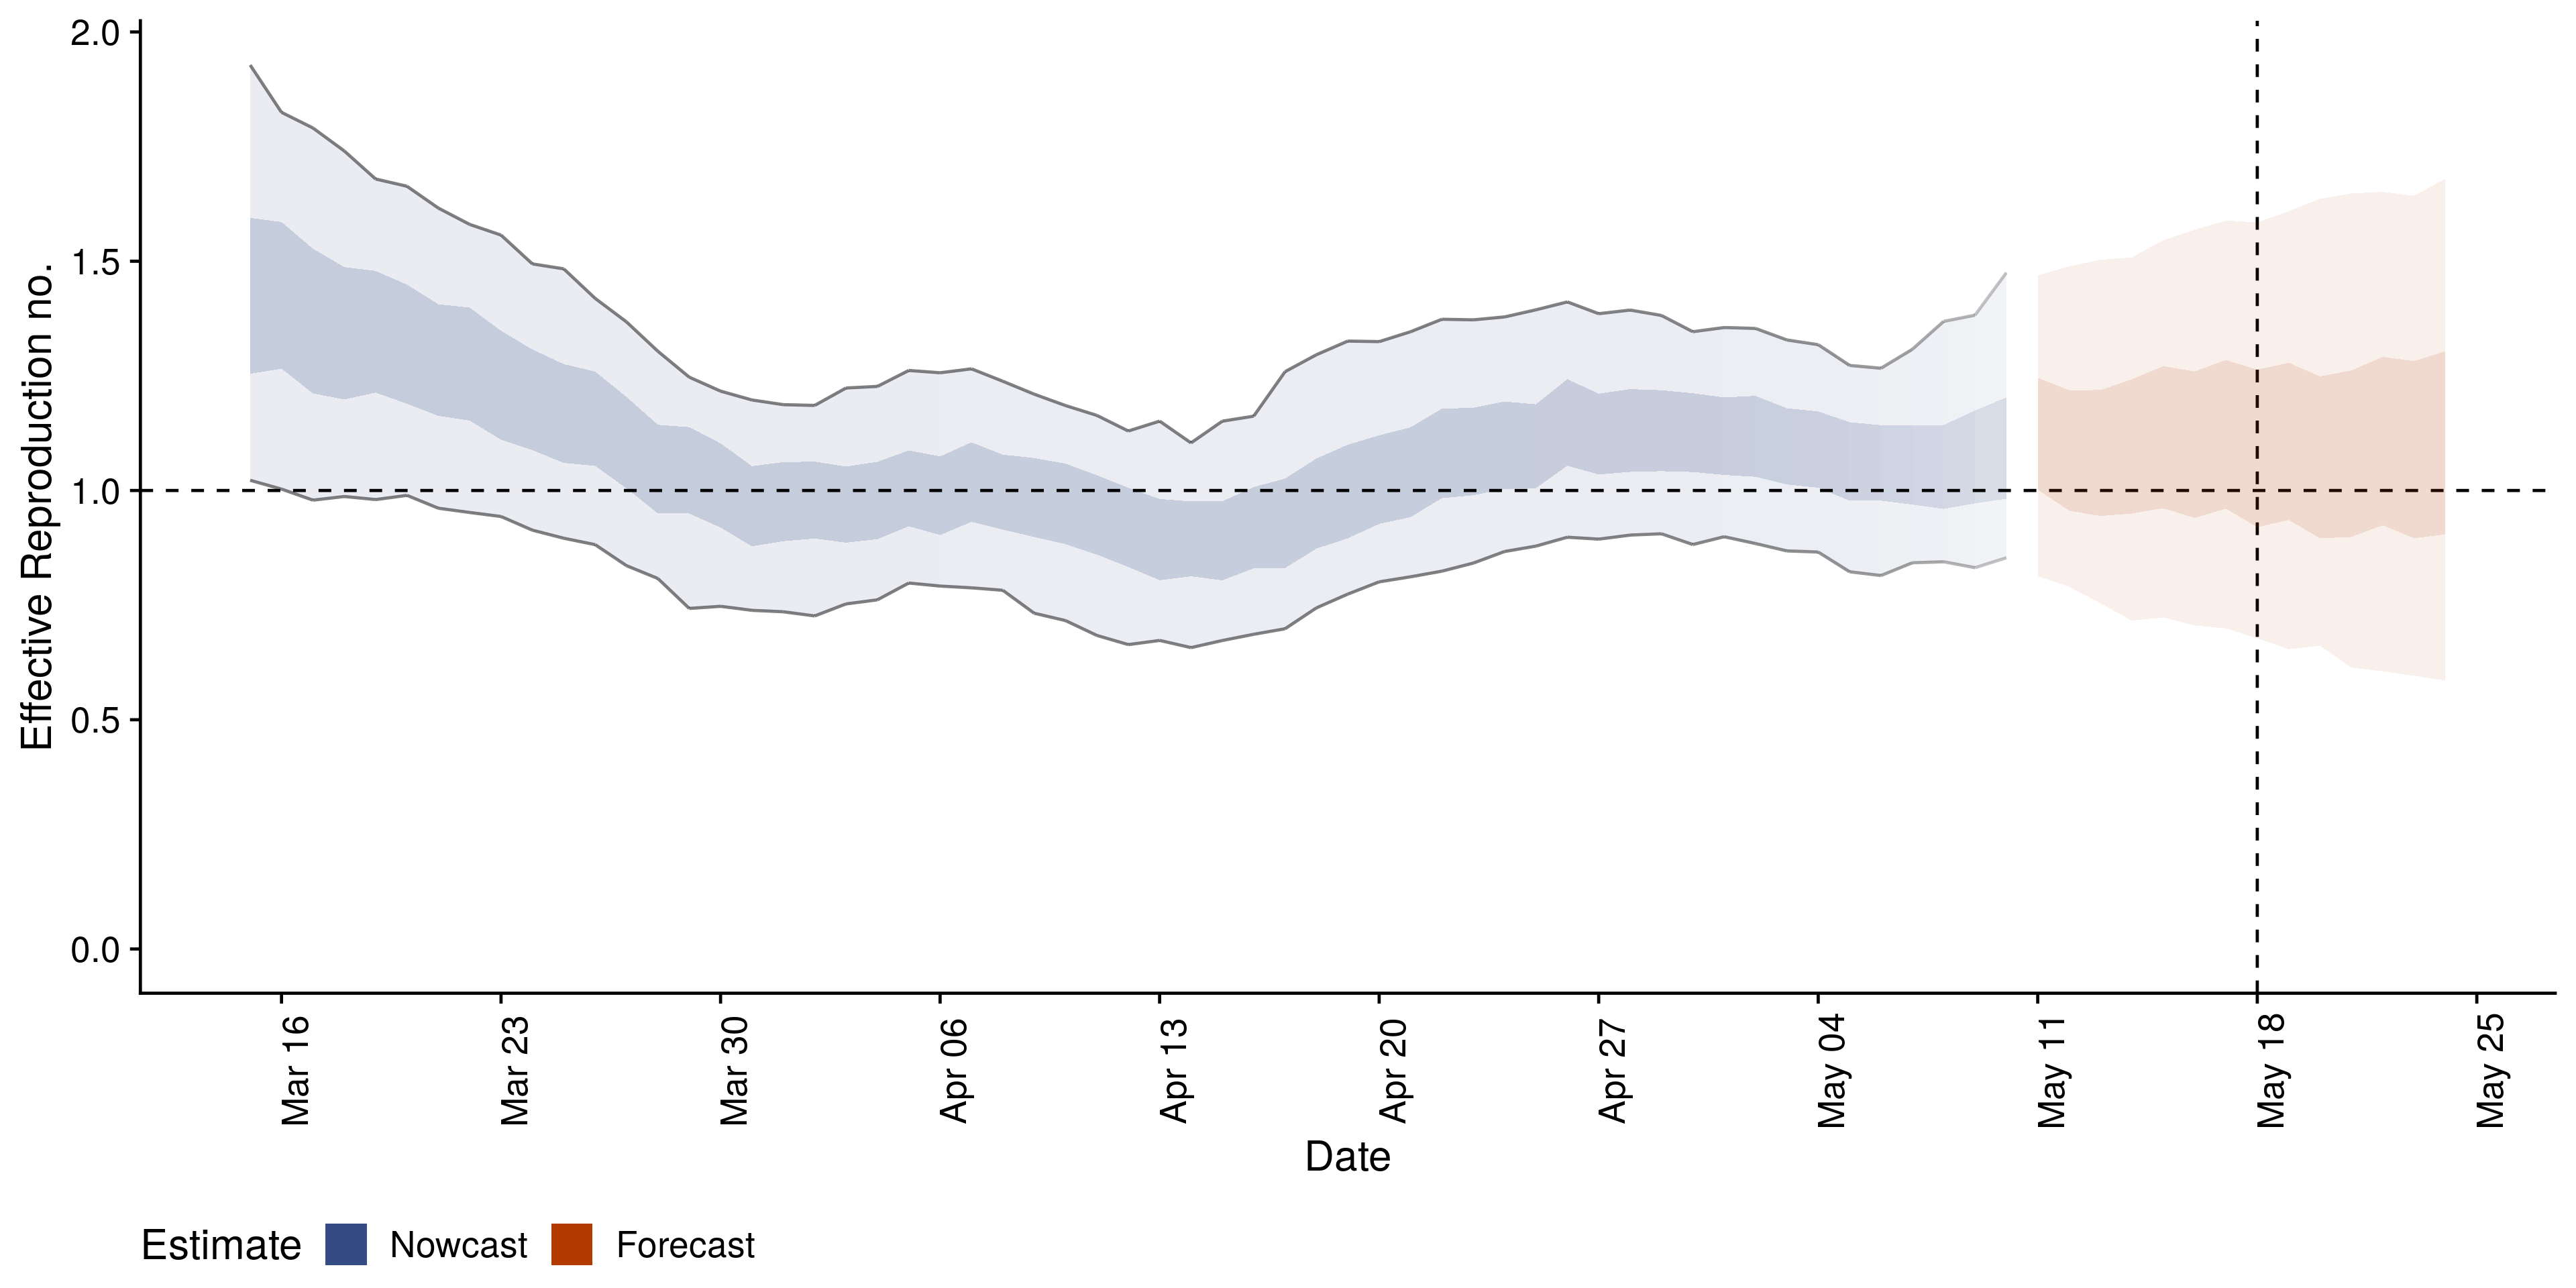 Effective Reproduction no.
2.0
1.5
1.0
0.5
0.0
Mar 16
Mar 23
Mar 30
Apr 06
Apr 13
Apr 20
Apr 27
May 04
May 11
May 18
May 25
Date
Estimate Nowcast Forecast